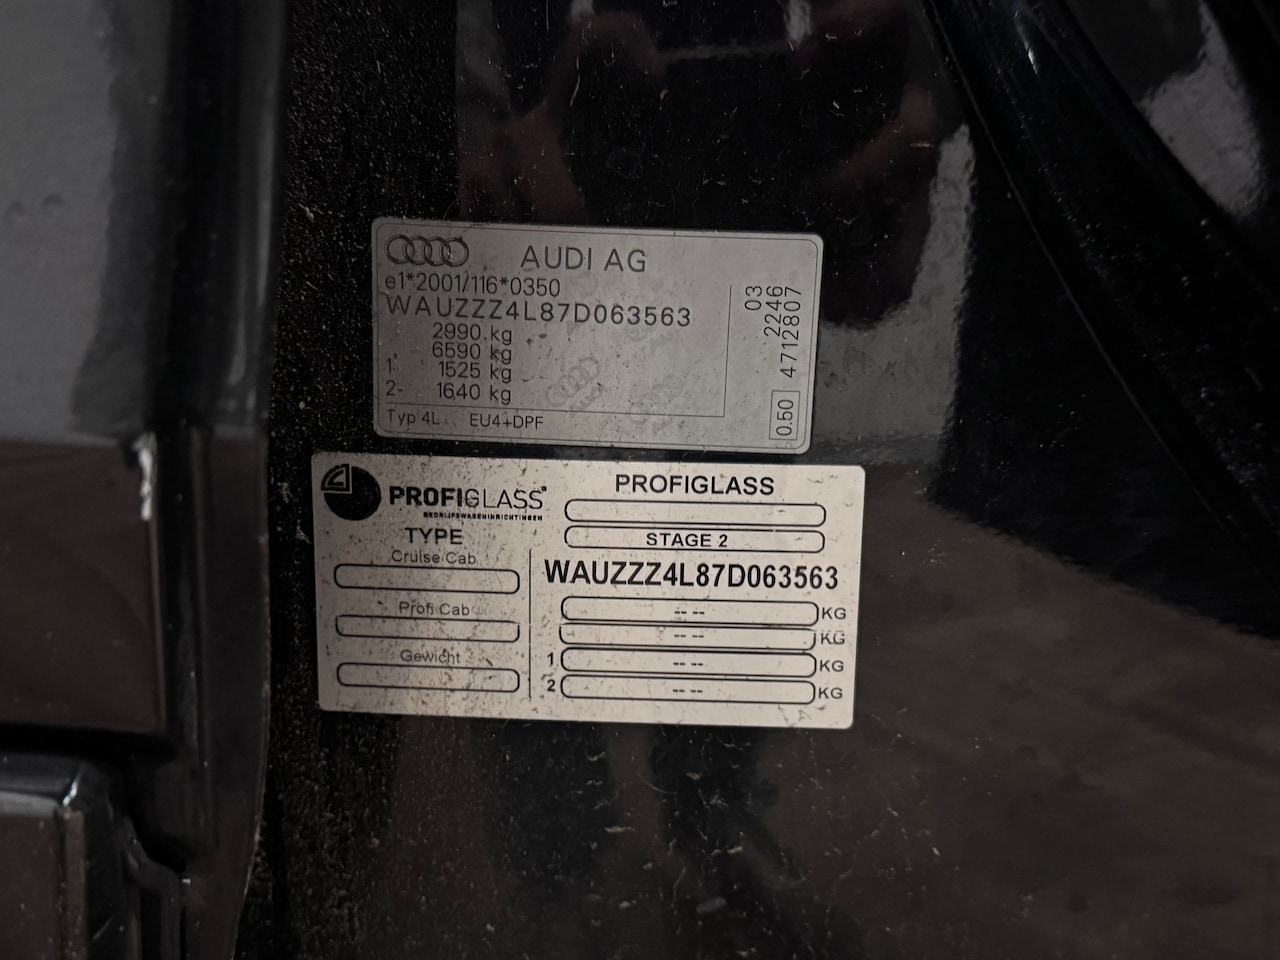 AUDI AG
e1*2001/116*0350
WAUZZZ4L87D063563
2990 kg
6590 kg
1- 1525 kg
2- 1640 kg
Typ 4L EU4+DPF
03
2246
4712807
0.50
PROFIGLASS
BEDRIJFSWAGENINRICHTINGEN
TYPE
Cruise Cab
Profi Cab
Gewicht
PROFIGLASS
STAGE 2
WAUZZZ4L87D063563
-- -- KG
-- -- KG
1 -- -- KG
2 -- -- KG